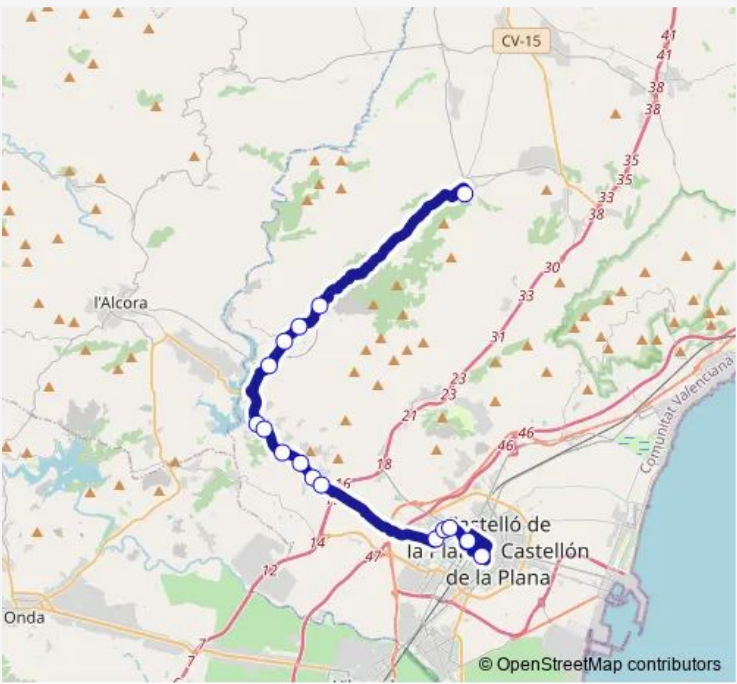 41
41
CV-15
38
38
35
35
33
38
30
33
l'Alcora
31
23
23
21
46
46
18
16
Comunitat Valenciana
Castelló de
la Plana
Castellón
de la Plana
14
47
12
Onda
7
7
© OpenStreetMap contributors